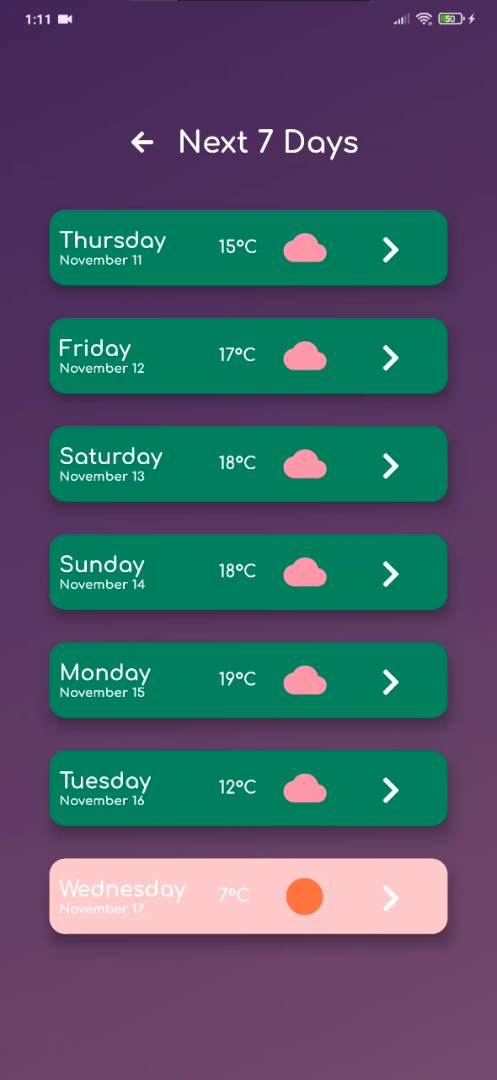 1:11
50
Next 7 Days
Thursday
November 11
15°C
Friday
November 12
17°C
Saturday
November 13
18°C
Sunday
November 14
18°C
Monday
November 15
19°C
Tuesday
November 16
12°C
Wednesday
November 17
7°C